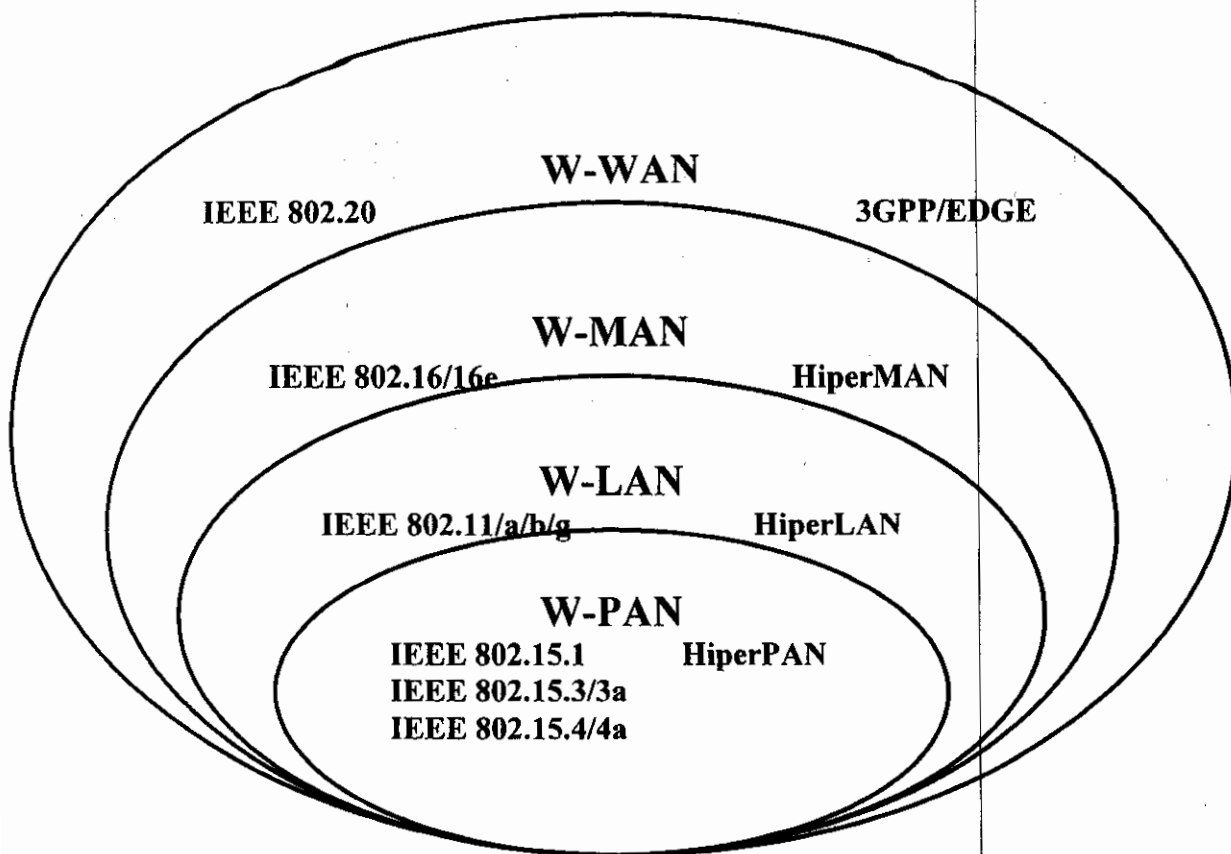 W-WAN
IEEE 802.20 3GPP/EDGE
W-MAN
IEEE 802.16/16e HiperMAN
W-LAN
IEEE 802.11/a/b/g HiperLAN
W-PAN
IEEE 802.15.1 HiperPAN
IEEE 802.15.3/3a
IEEE 802.15.4/4a